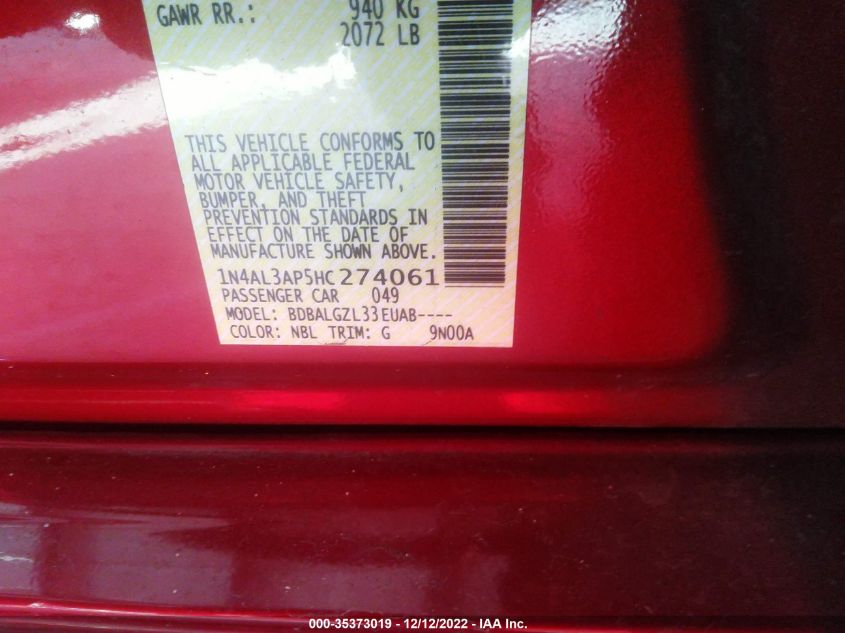 GAWR RR.: 940 KG
2072 LB
THIS VEHICLE CONFORMS TO
ALL APPLICABLE FEDERAL
MOTOR VEHICLE SAFETY,
BUMPER, AND THEFT
PREVENTION STANDARDS IN
EFFECT ON THE DATE OF
MANUFACTURE SHOWN ABOVE.
1N4AL3AP5HC274061
PASSENGER CAR 049
MODEL: BDBALGZL33EUAB----
COLOR: NBL TRIM: G 9N00A
000-35373019 - 12/12/2022 - IAA Inc.